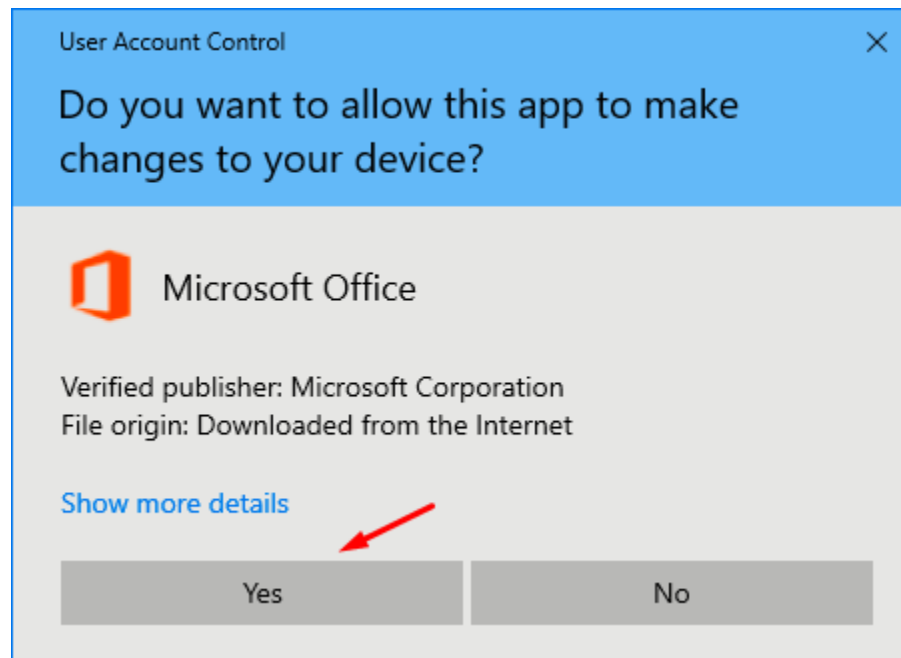 User Account Control
Do you want to allow this app to make
changes to your device?
Microsoft Office
Verified publisher: Microsoft Corporation
File origin: Downloaded from the Internet
Show more details
Yes
No